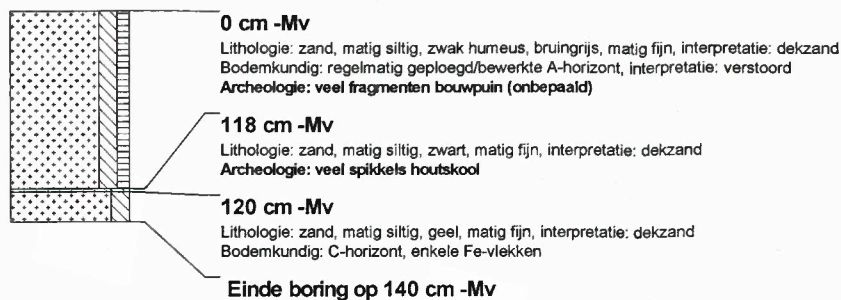 0 cm -Mv
Lithologie: zand, matig siltig, zwak humeus, bruingrijs, matig fijn, interpretatie: dekzand
Bodemkundig: regelmatig geploegd/bewerkte A-horizont, interpretatie: verstoord
Archeologie: veel fragmenten bouwpuin (onbepaald)
118 cm -Mv
Lithologie: zand, matig siltig, zwart, matig fijn, interpretatie: dekzand
Archeologie: veel spikkels houtskool
120 cm -Mv
Lithologie: zand, matig siltig, geel, matig fijn, interpretatie: dekzand
Bodemkundig: C-horizont, enkele Fe-vlekken
Einde boring op 140 cm -Mv